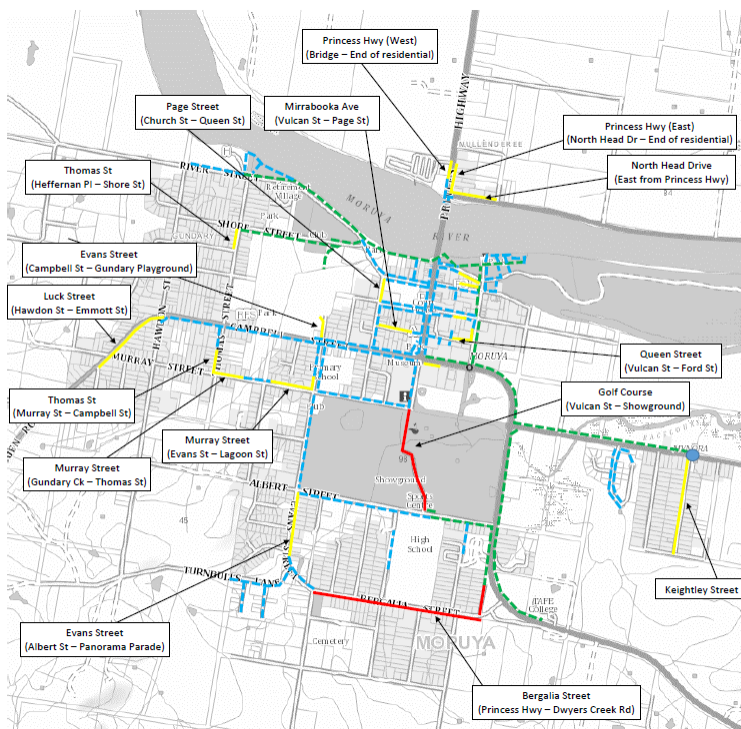 Princess Hwy (West)
(Bridge – End of residential)
Page Street
(Church St – Queen St)
Mirrabooka Ave
(Vulcan St – Page St)
Princess Hwy (East)
(North Head Dr – End of residential)
North Head Drive
(East from Princess Hwy)
Thomas St
(Heffernan Pl – Shore St)
Evans Street
(Campbell St – Gundary Playground)
Luck Street
(Hawdon St – Emmott St)
Thomas St
(Murray St – Campbell St)
Murray Street
(Gundary Ck – Thomas St)
Murray Street
(Evans St – Lagoon St)
Queen Street
(Vulcan St – Ford St)
Golf Course
(Vulcan St – Showground)
Keightley Street
Evans Street
(Albert St – Panorama Parade)
Bergalia Street
(Princess Hwy – Dwyers Creek Rd)
HIGHWAY
MULLENDEREE
94
RIVER STREET
Retirement
Village
MORUYA
RIVER
Park
SHORE STREET
Club
HAWDON ST
THOMAS STREET
Park
CAMPBELL
MURRAY STREET
Primary
School
Museum
MORUYA
98
Showground
Sports
Centre
ALBERT STREET
45
High
School
EVANS
TURNBULLS LANE
BERGALIA STREET
TAFE
College
Cemetery
MORUYA